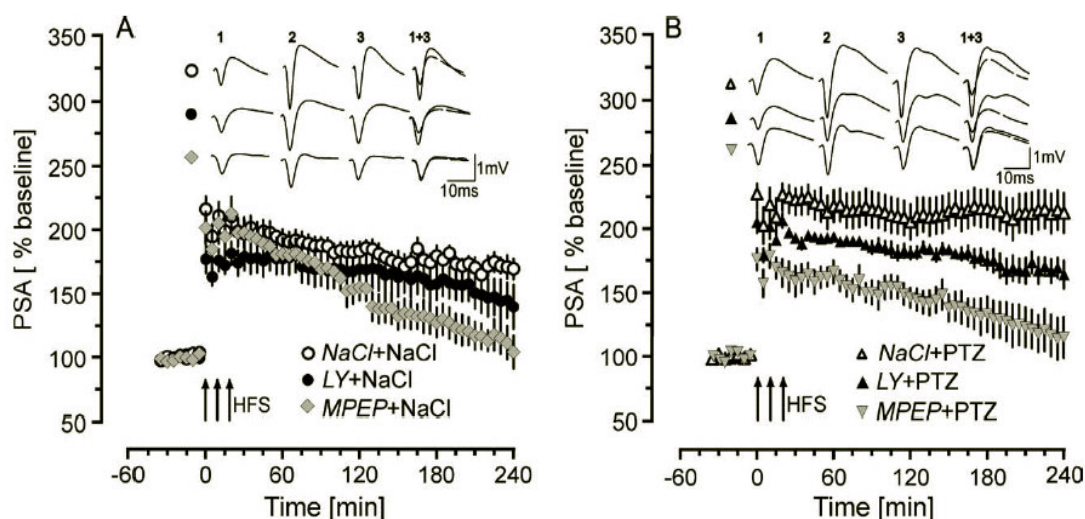 A
PSA [ % baseline]
350
300
250
200
150
100
50
1 2 3 1+3
1mV
10ms
NaCl+NaCl
LY+NaCl
MPEP+NaCl
HFS
-60 0 60 120 180 240
Time [min]
B
PSA [ % baseline]
350
300
250
200
150
100
50
1 2 3 1+3
1mV
10ms
NaCl+PTZ
LY+PTZ
MPEP+PTZ
HFS
-60 0 60 120 180 240
Time [min]